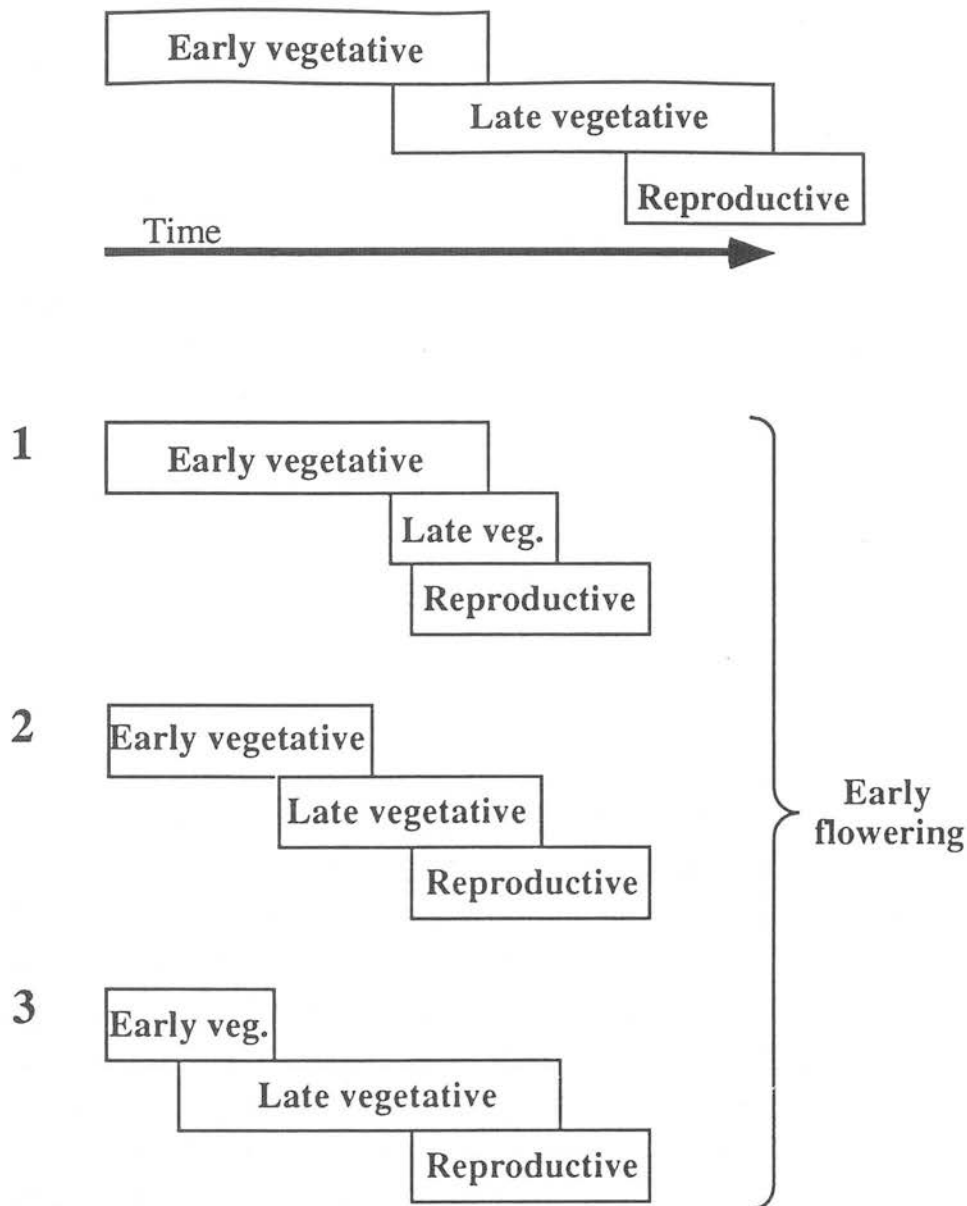 Early vegetative
Late vegetative
Reproductive
Time
1
Early vegetative
Late veg.
Reproductive
2
Early vegetative
Late vegetative
Reproductive
3
Early veg.
Late vegetative
Reproductive
Early
flowering